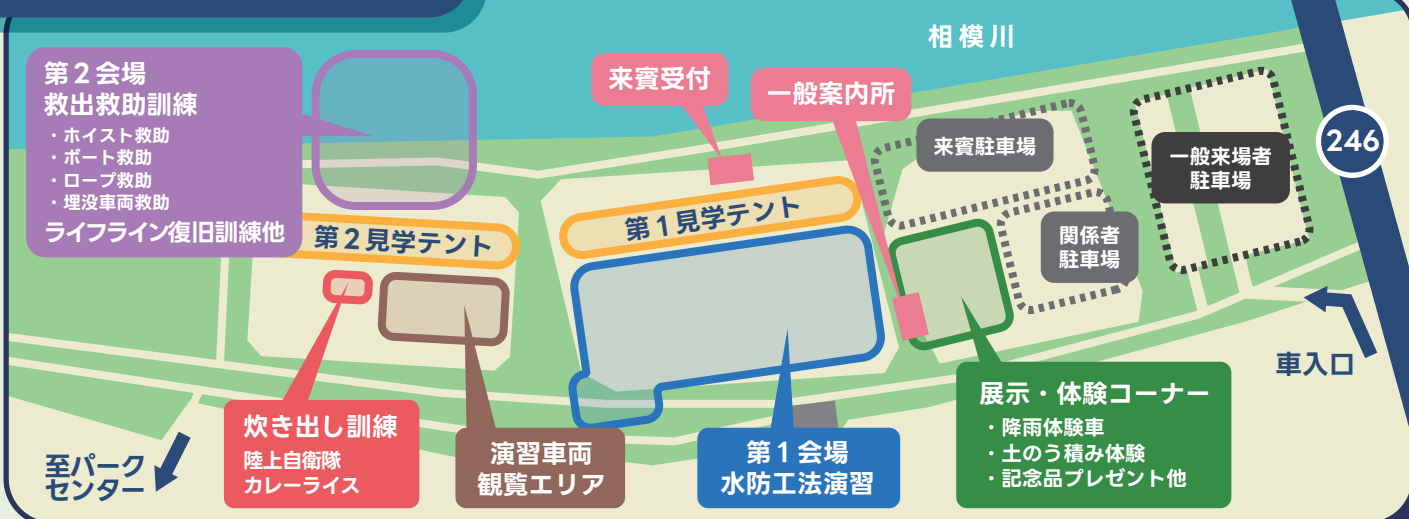 相模川
第２会場
救出救助訓練
・ホイスト救助
・ボート救助
・ロープ救助
・埋没車両救助
ライフライン復旧訓練他
来賓受付
一般案内所
来賓駐車場
一般来場者
駐車場
246
関係者
駐車場
第２見学テント
第１見学テント
車入口
炊き出し訓練
陸上自衛隊
カレーライス
演習車両
観覧エリア
第１会場
水防工法演習
展示・体験コーナー
・降雨体験車
・土のう積み体験
・記念品プレゼント他
至パーク
センター